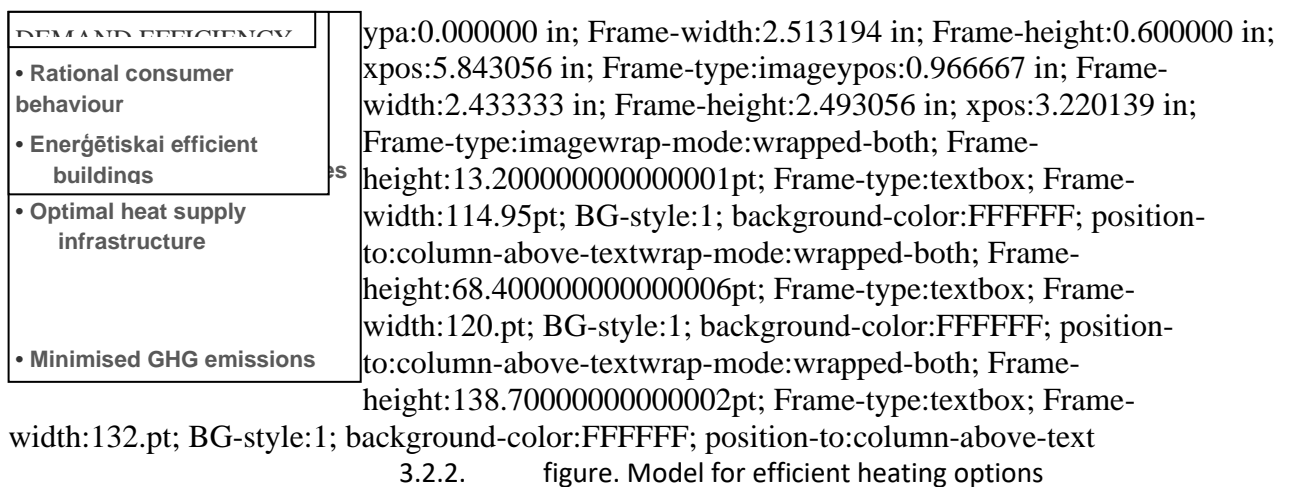 DEMAND EFFICIENCY
• Rational consumer
behaviour
• Enerģētiskai efficient
buildings
es
• Optimal heat supply
infrastructure
• Minimised GHG emissions
ypa:0.000000 in; Frame-width:2.513194 in; Frame-height:0.600000 in;
xpos:5.843056 in; Frame-type:imageypos:0.966667 in; Frame-
width:2.433333 in; Frame-height:2.493056 in; xpos:3.220139 in;
Frame-type:imagewrap-mode:wrapped-both; Frame-
height:13.200000000000001pt; Frame-type:textbox; Frame-
width:114.95pt; BG-style:1; background-color:FFFFFF; position-
to:column-above-textwrap-mode:wrapped-both; Frame-
height:68.400000000000006pt; Frame-type:textbox; Frame-
width:120.pt; BG-style:1; background-color:FFFFFF; position-
to:column-above-textwrap-mode:wrapped-both; Frame-
height:138.70000000000002pt; Frame-type:textbox; Frame-
width:132.pt; BG-style:1; background-color:FFFFFF; position-to:column-above-text
3.2.2. figure. Model for efficient heating options